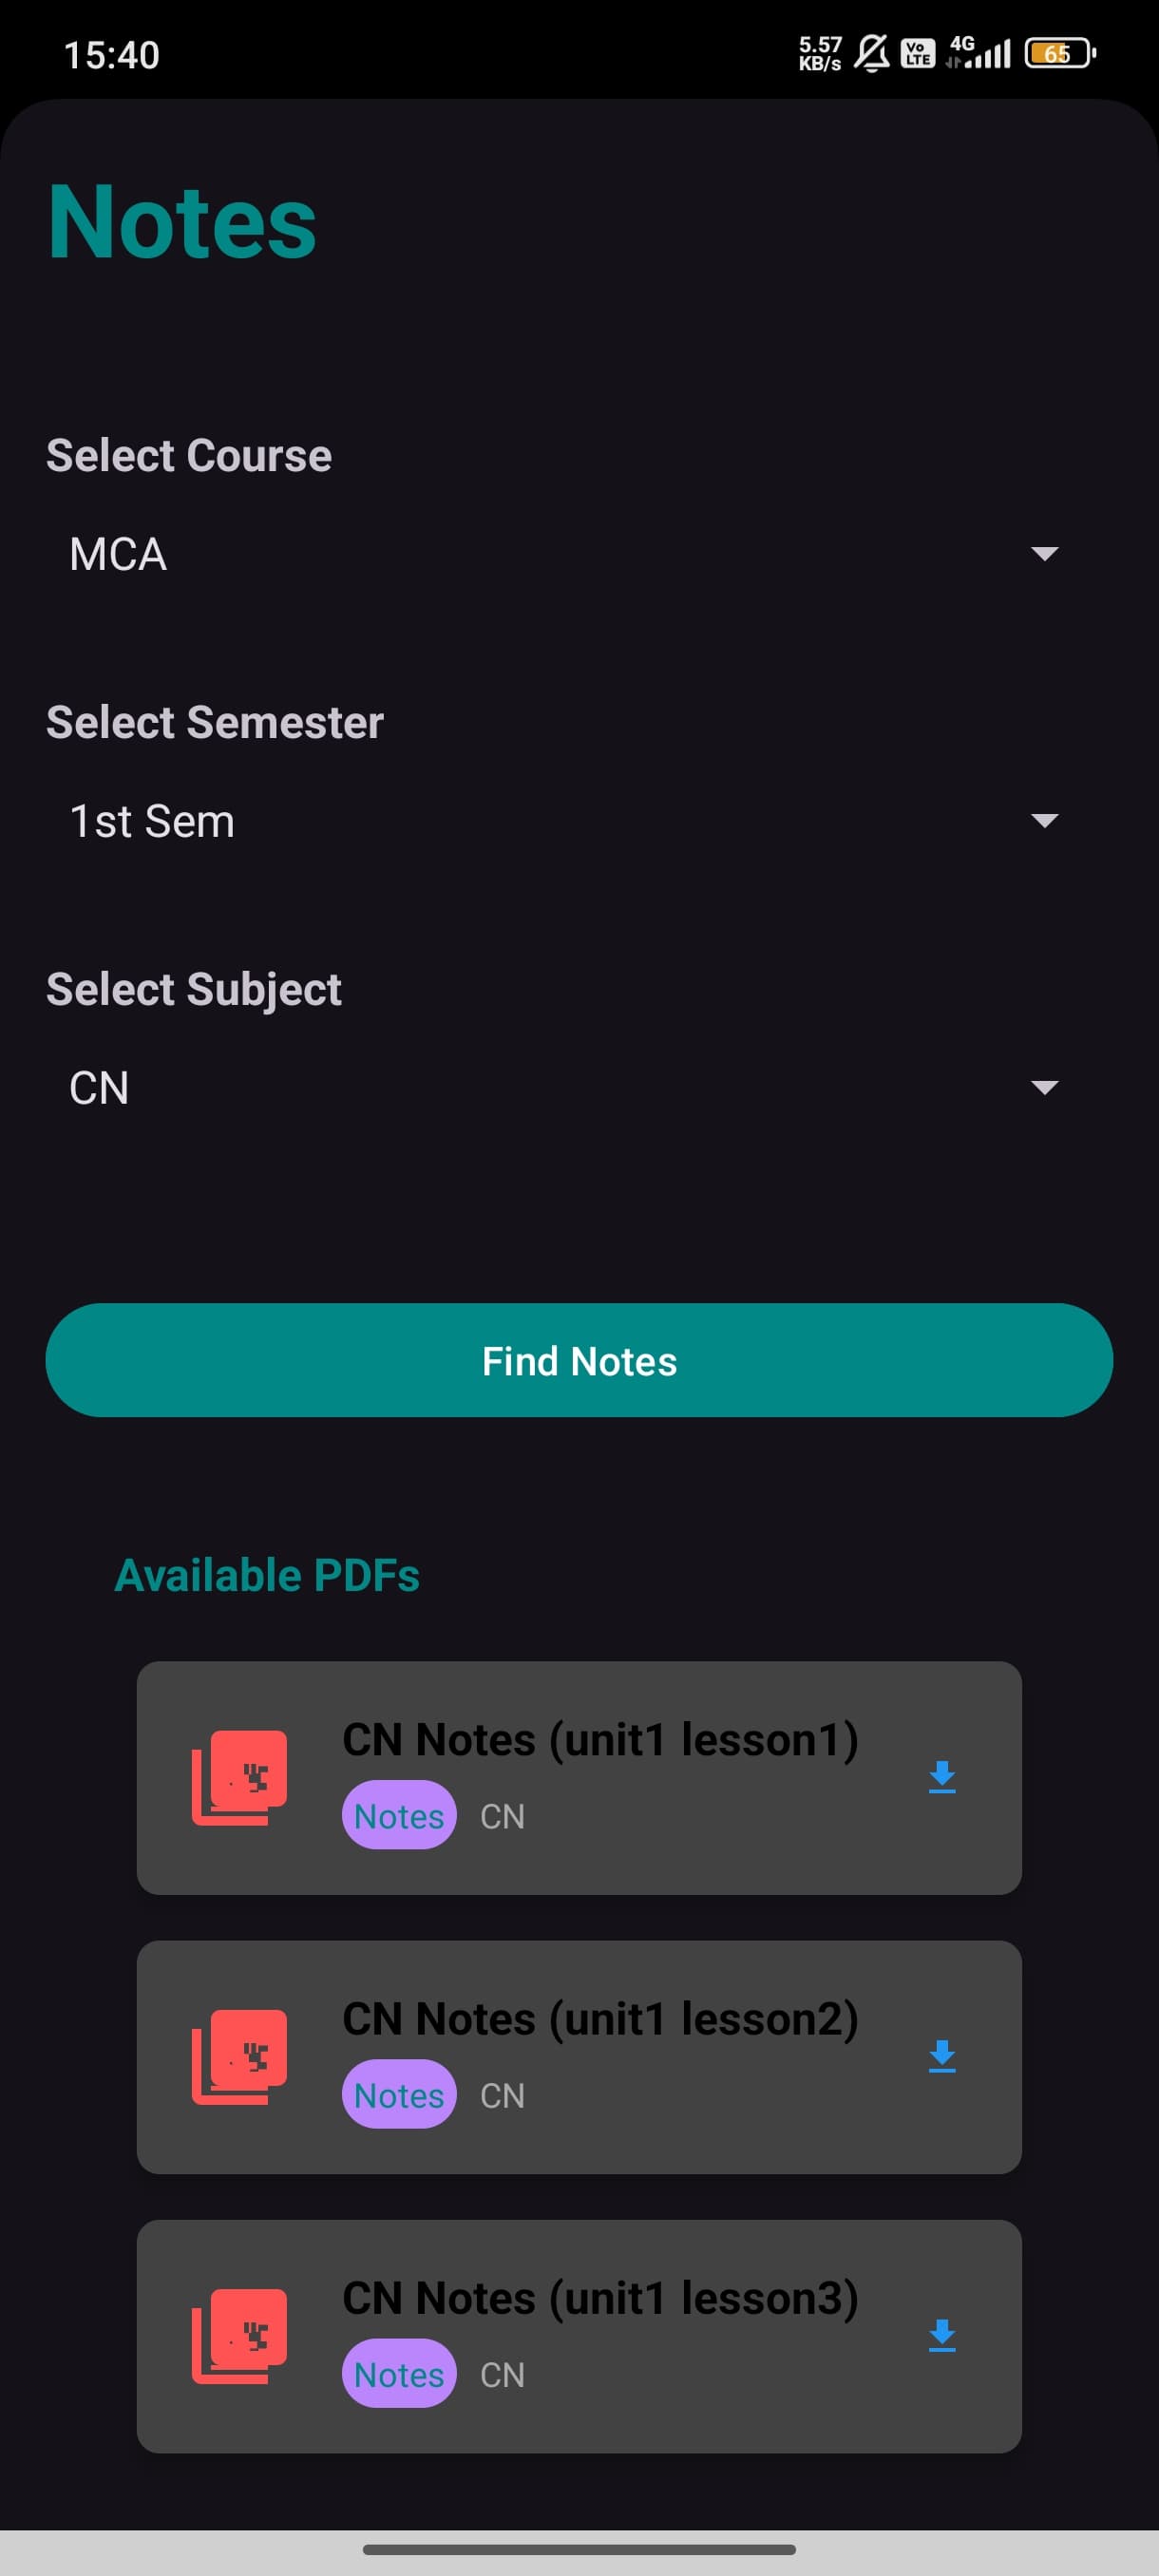 15:40
5.57 KB/s
Vo LTE
4G
65
Notes
Select Course
MCA
Select Semester
1st Sem
Select Subject
CN
Find Notes
Available PDFs
CN Notes (unit1 lesson1)
Notes CN
CN Notes (unit1 lesson2)
Notes CN
CN Notes (unit1 lesson3)
Notes CN